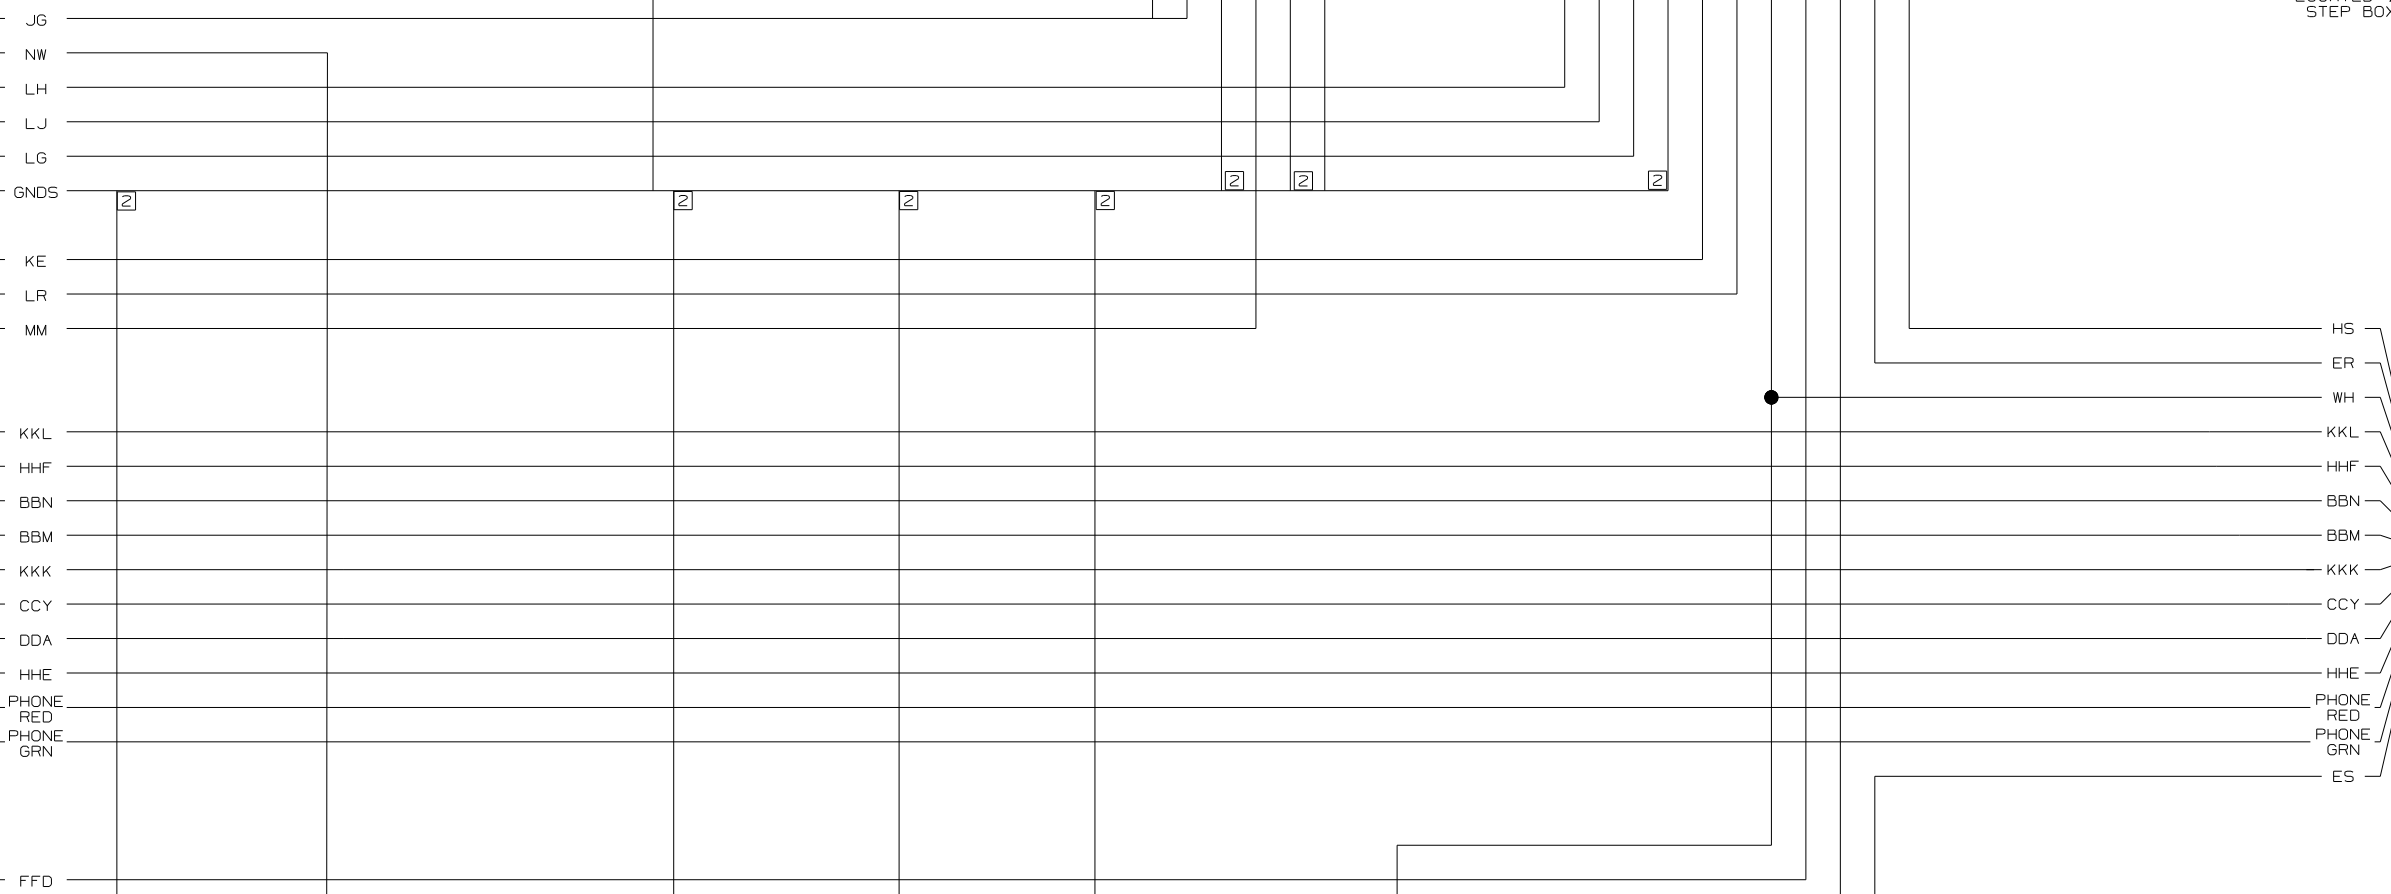 JG
STEP BOX
NW
LH
LJ
LG
GNDS
2
2
2
2
2
2
2
KE
LR
MM
HS
ER
WH
KKL
KKL
HHF
HHF
BBN
BBN
BBM
BBM
KKK
KKK
CCY
CCY
DDA
DDA
HHE
HHE
PHONE
RED
PHONE
RED
PHONE
GRN
PHONE
GRN
ES
FFD